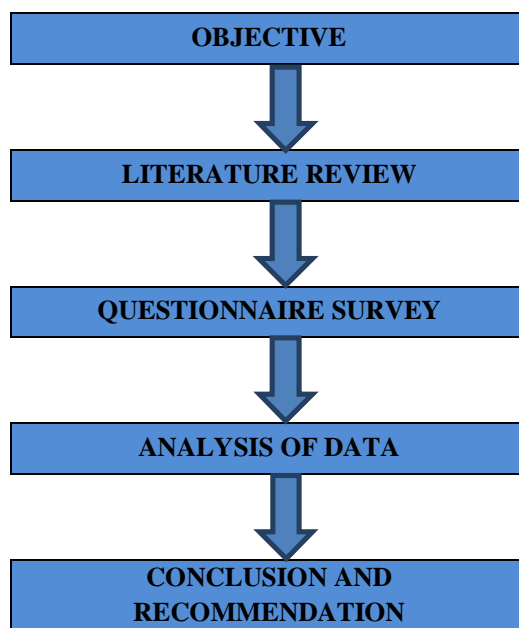 OBJECTIVE
LITERATURE REVIEW
QUESTIONNAIRE SURVEY
ANALYSIS OF DATA
CONCLUSION AND
RECOMMENDATION